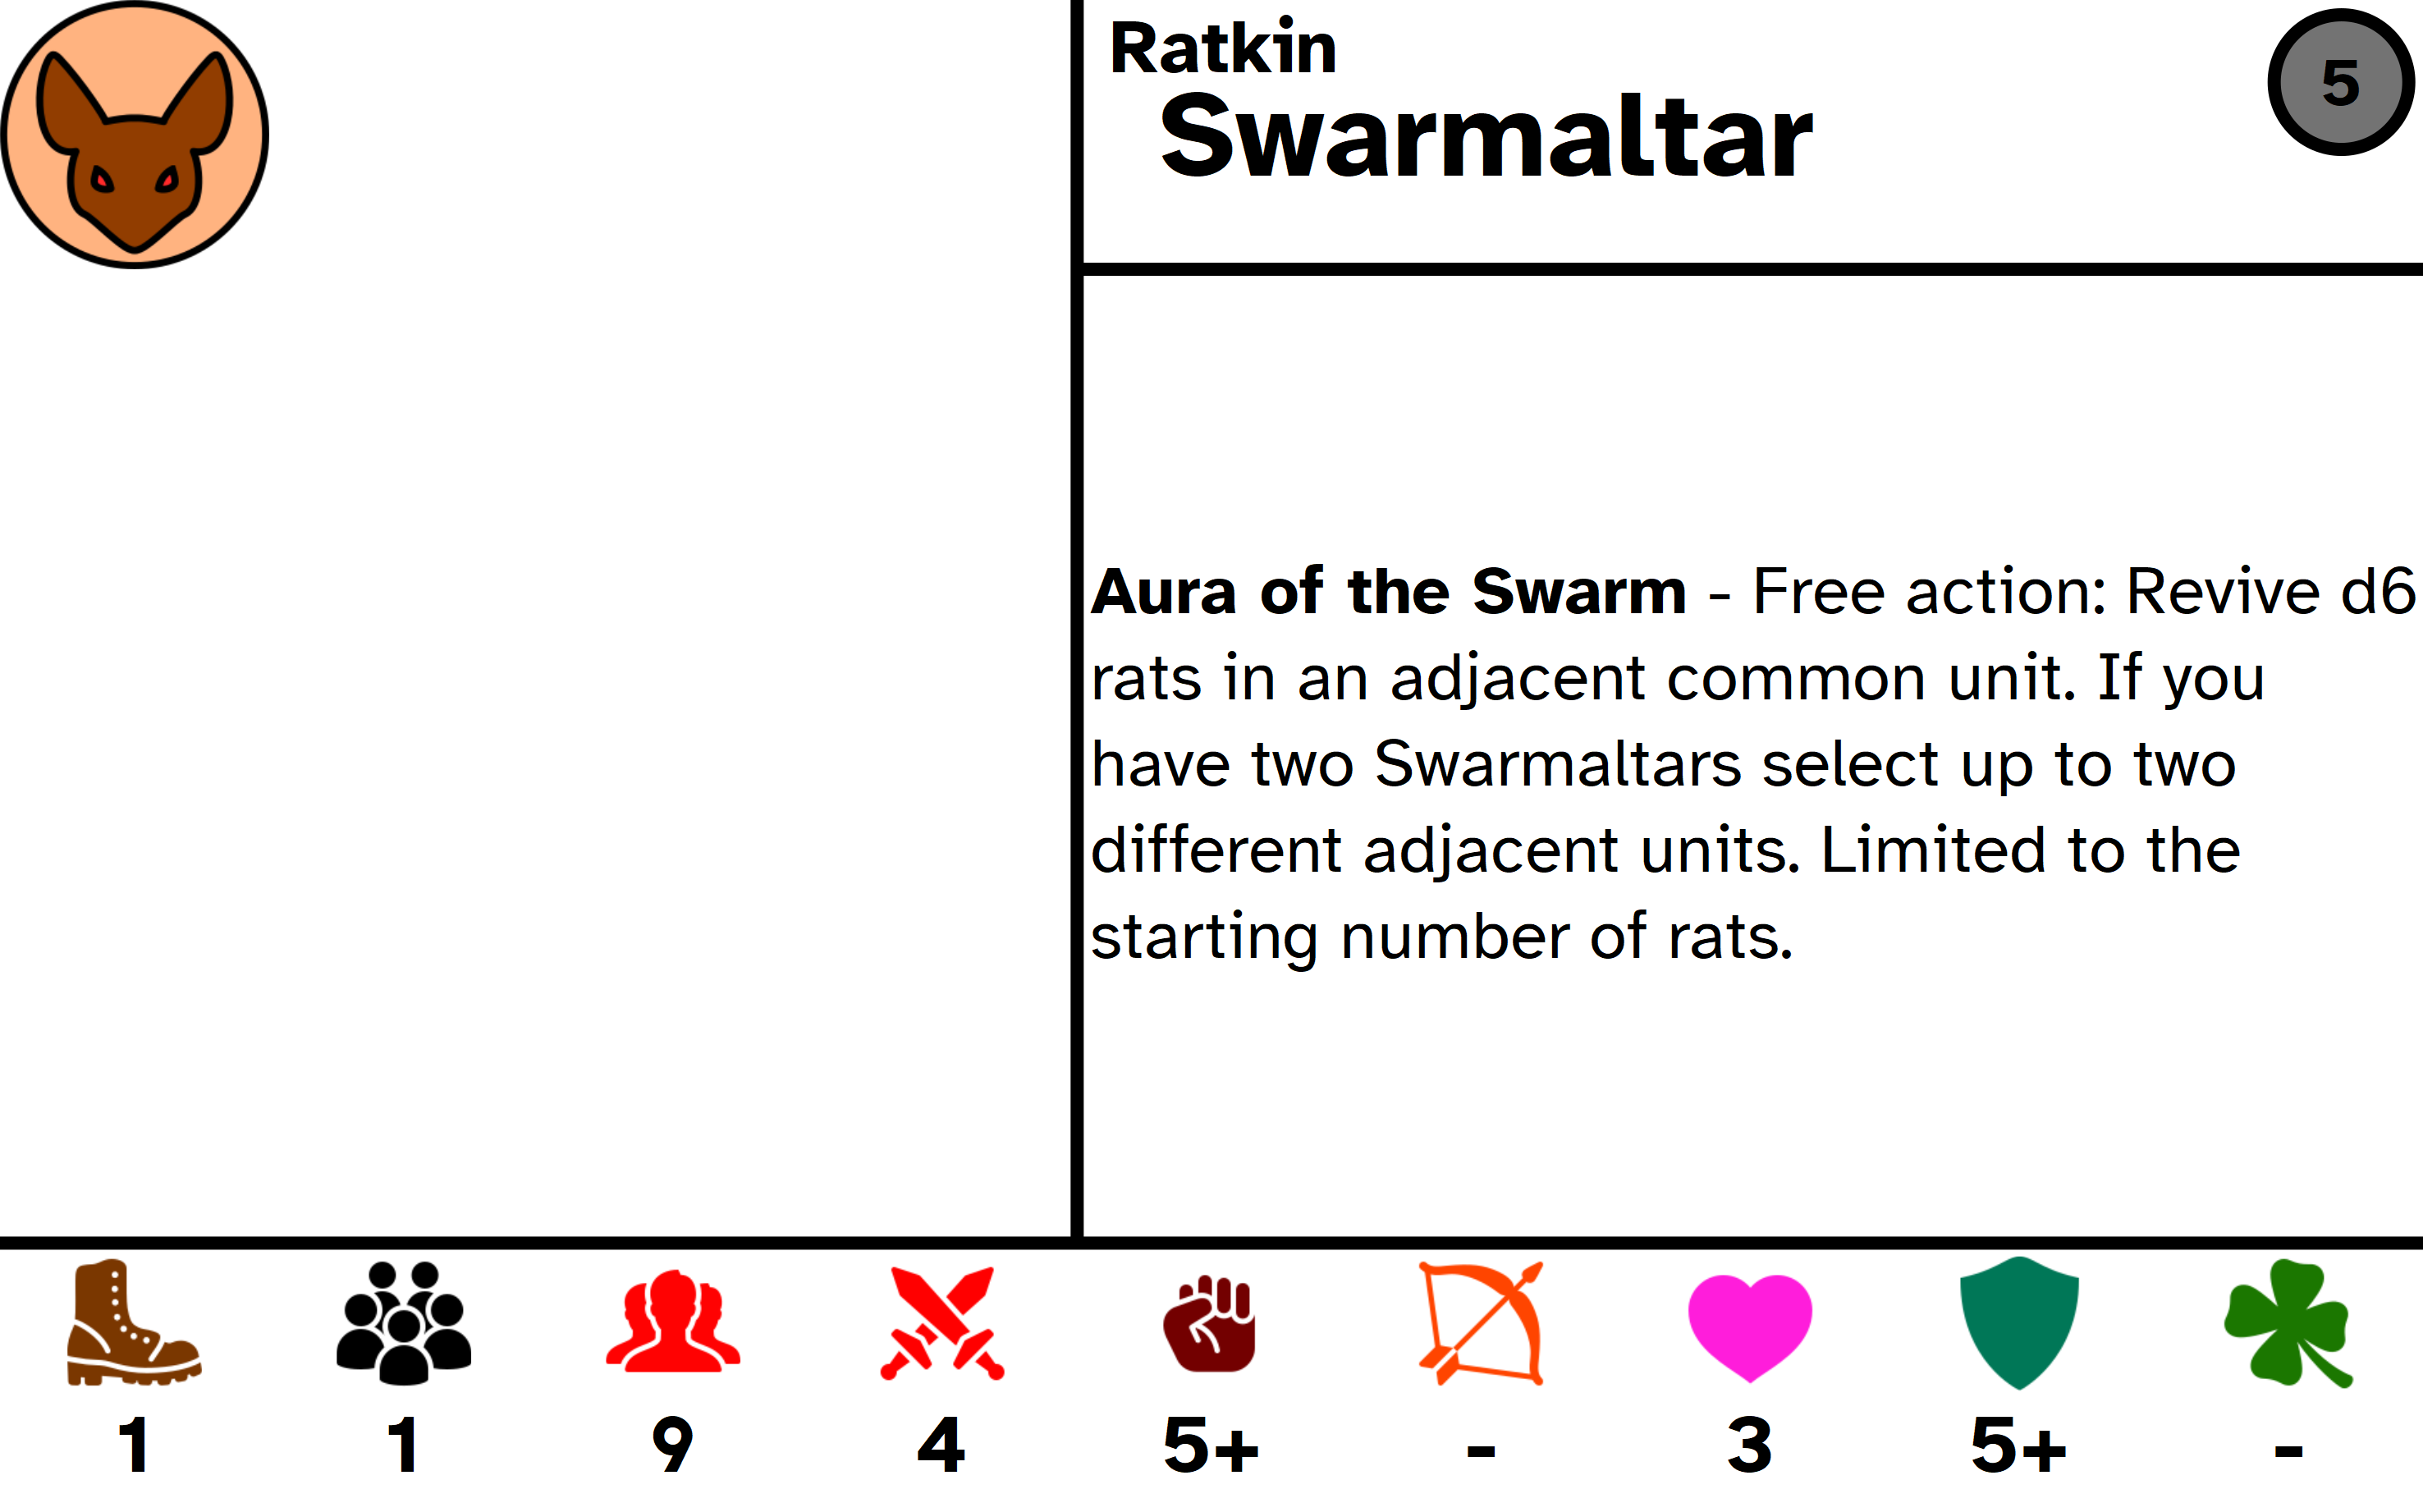 Ratkin
Swarmaltar
5
Aura of the Swarm - Free action: Revive d6
rats in an adjacent common unit. If you
have two Swarmaltars select up to two
different adjacent units. Limited to the
starting number of rats.
1 1 9 4 5+ - 3 5+ -